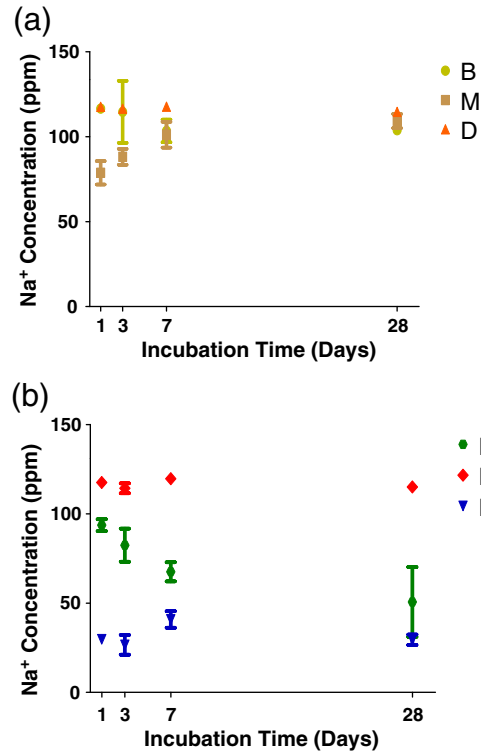 (a)
150
100
50
0
Na⁺ Concentration (ppm)
B
M
D
1 3 7 28
Incubation Time (Days)
(b)
150
100
50
0
Na⁺ Concentration (ppm)
1 3 7 28
Incubation Time (Days)